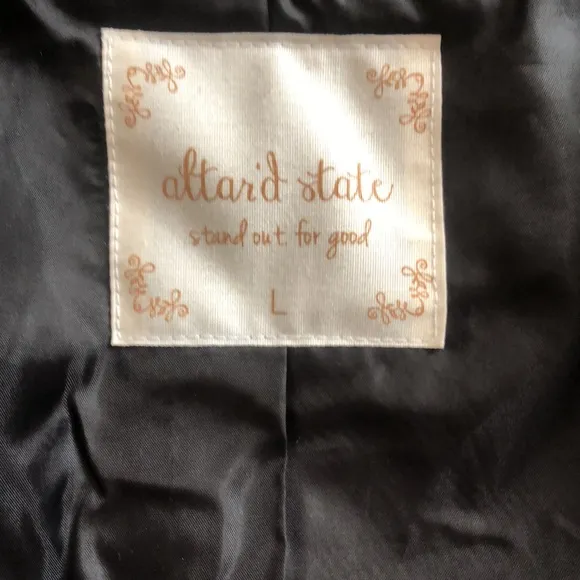 altar'd state
stand out for good
L